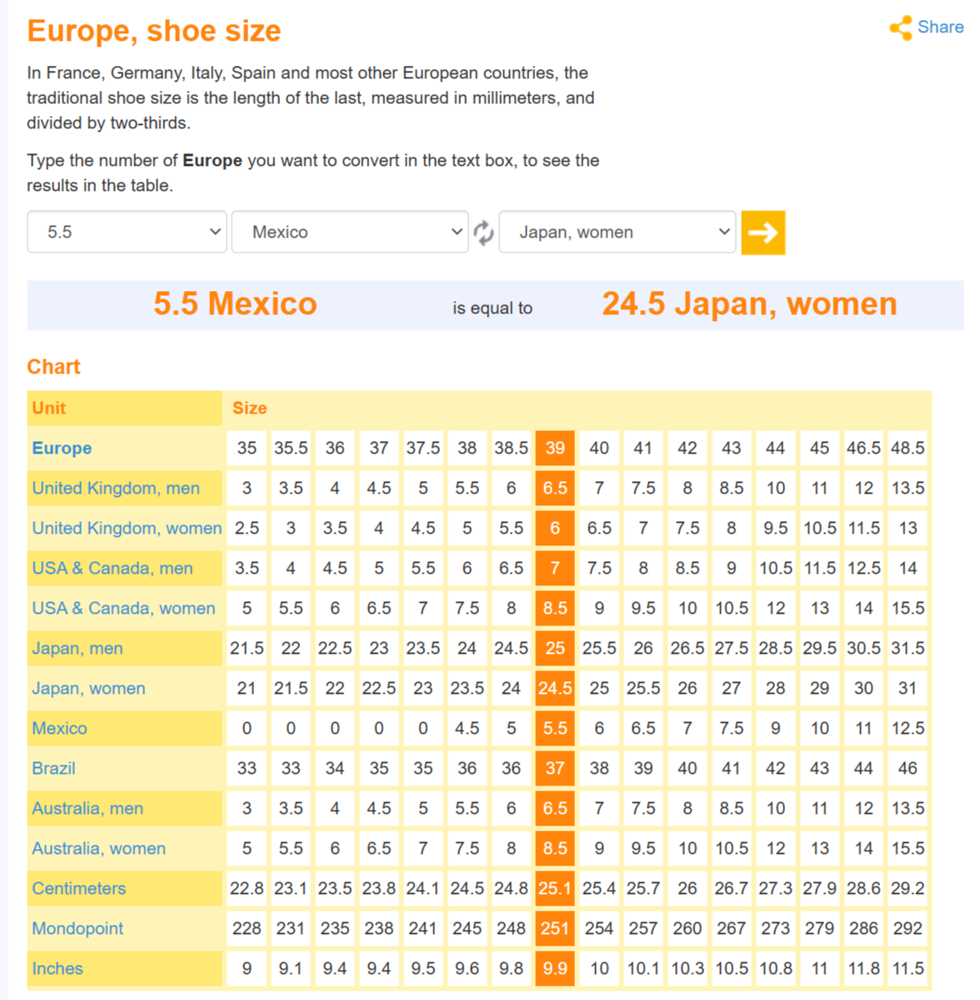 Europe, shoe size
Share
In France, Germany, Italy, Spain and most other European countries, the
traditional shoe size is the length of the last, measured in millimeters, and
divided by two-thirds.
Type the number of Europe you want to convert in the text box, to see the
results in the table.
5.5 Mexico Japan, women
5.5 Mexico is equal to 24.5 Japan, women
Chart
Unit Size
Europe 35 35.5 36 37 37.5 38 38.5 39 40 41 42 43 44 45 46.5 48.5
United Kingdom, men 3 3.5 4 4.5 5 5.5 6 6.5 7 7.5 8 8.5 10 11 12 13.5
United Kingdom, women 2.5 3 3.5 4 4.5 5 5.5 6 6.5 7 7.5 8 9.5 10.5 11.5 13
USA & Canada, men 3.5 4 4.5 5 5.5 6 6.5 7 7.5 8 8.5 9 10.5 11.5 12.5 14
USA & Canada, women 5 5.5 6 6.5 7 7.5 8 8.5 9 9.5 10 10.5 12 13 14 15.5
Japan, men 21.5 22 22.5 23 23.5 24 24.5 25 25.5 26 26.5 27.5 28.5 29.5 30.5 31.5
Japan, women 21 21.5 22 22.5 23 23.5 24 24.5 25 25.5 26 27 28 29 30 31
Mexico 0 0 0 0 0 4.5 5 5.5 6 6.5 7 7.5 9 10 11 12.5
Brazil 33 33 34 35 35 36 36 37 38 39 40 41 42 43 44 46
Australia, men 3 3.5 4 4.5 5 5.5 6 6.5 7 7.5 8 8.5 10 11 12 13.5
Australia, women 5 5.5 6 6.5 7 7.5 8 8.5 9 9.5 10 10.5 12 13 14 15.5
Centimeters 22.8 23.1 23.5 23.8 24.1 24.5 24.8 25.1 25.4 25.7 26 26.7 27.3 27.9 28.6 29.2
Mondopoint 228 231 235 238 241 245 248 251 254 257 260 267 273 279 286 292
Inches 9 9.1 9.4 9.4 9.5 9.6 9.8 9.9 10 10.1 10.3 10.5 10.8 11 11.8 11.5